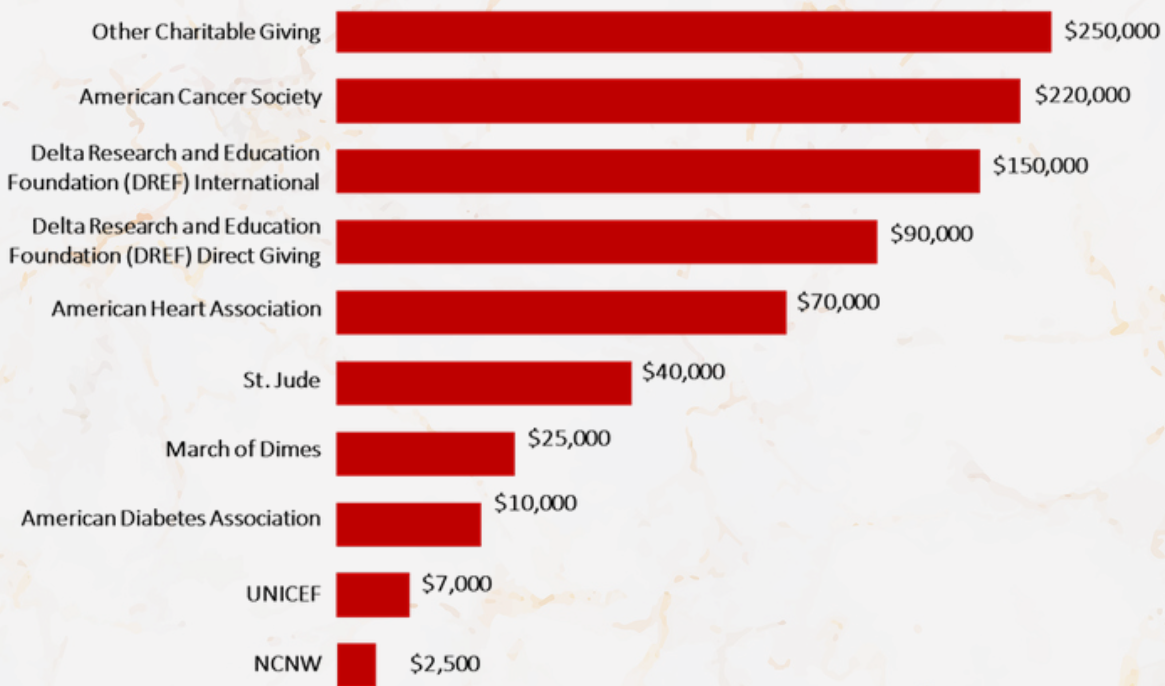 Other Charitable Giving $250,000
American Cancer Society $220,000
Delta Research and Education
Foundation (DREF) International $150,000
Delta Research and Education
Foundation (DREF) Direct Giving $90,000
American Heart Association $70,000
St. Jude $40,000
March of Dimes $25,000
American Diabetes Association $10,000
UNICEF $7,000
NCNW $2,500